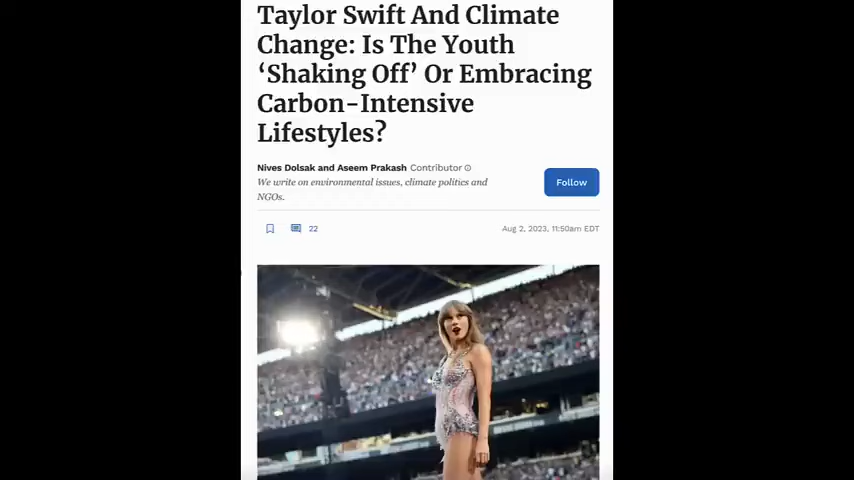 Taylor Swift And Climate
Change: Is The Youth
‘Shaking Off’ Or Embracing
Carbon-Intensive
Lifestyles?
Nives Dolsak and Aseem Prakash Contributor
We write on environmental issues, climate politics and
NGOs.
Follow
22
Aug 2, 2023, 11:50am EDT